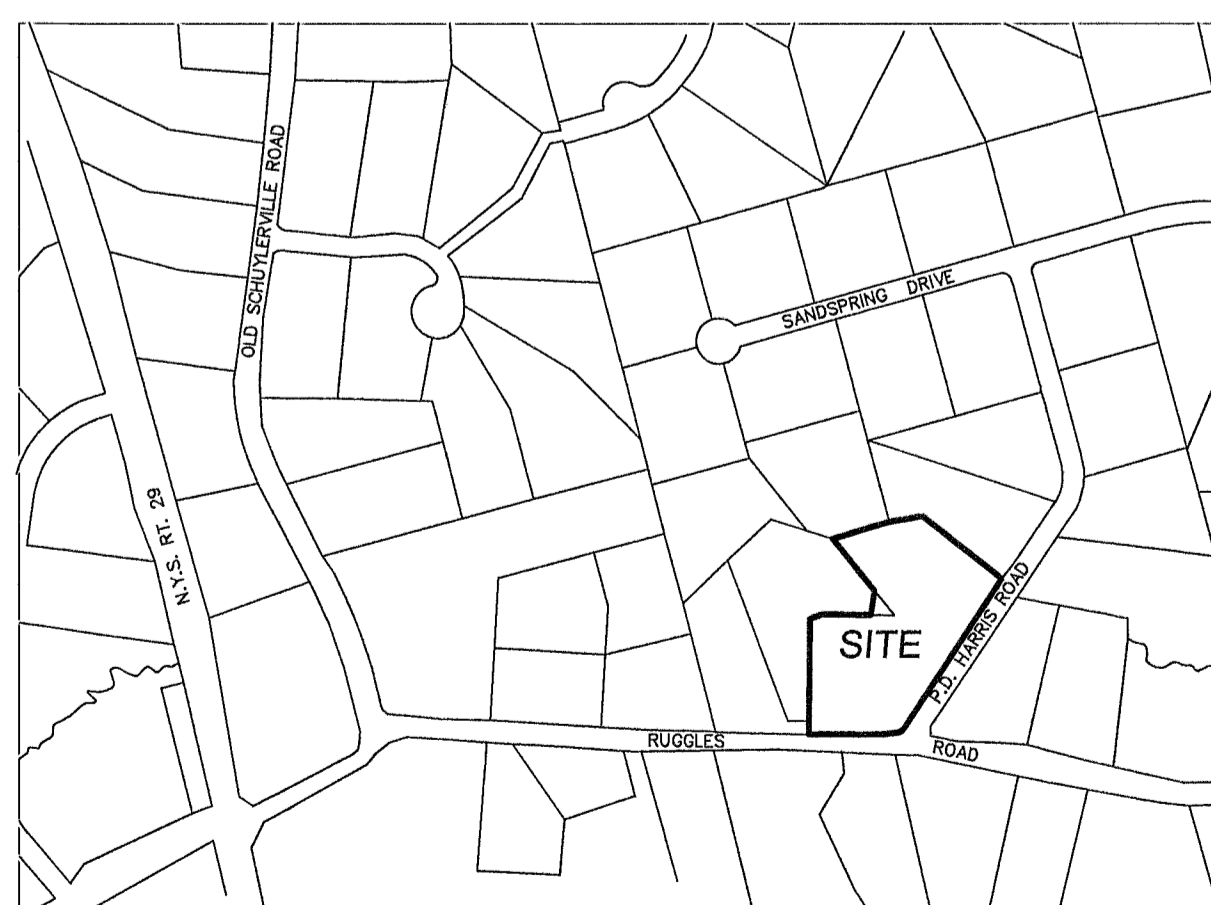 OLD SCHUYLERVILLE ROAD
SANDSPRING DRIVE
N.Y.S. RT. 29
P.D. HARRIS ROAD
SITE
RUGGLES ROAD